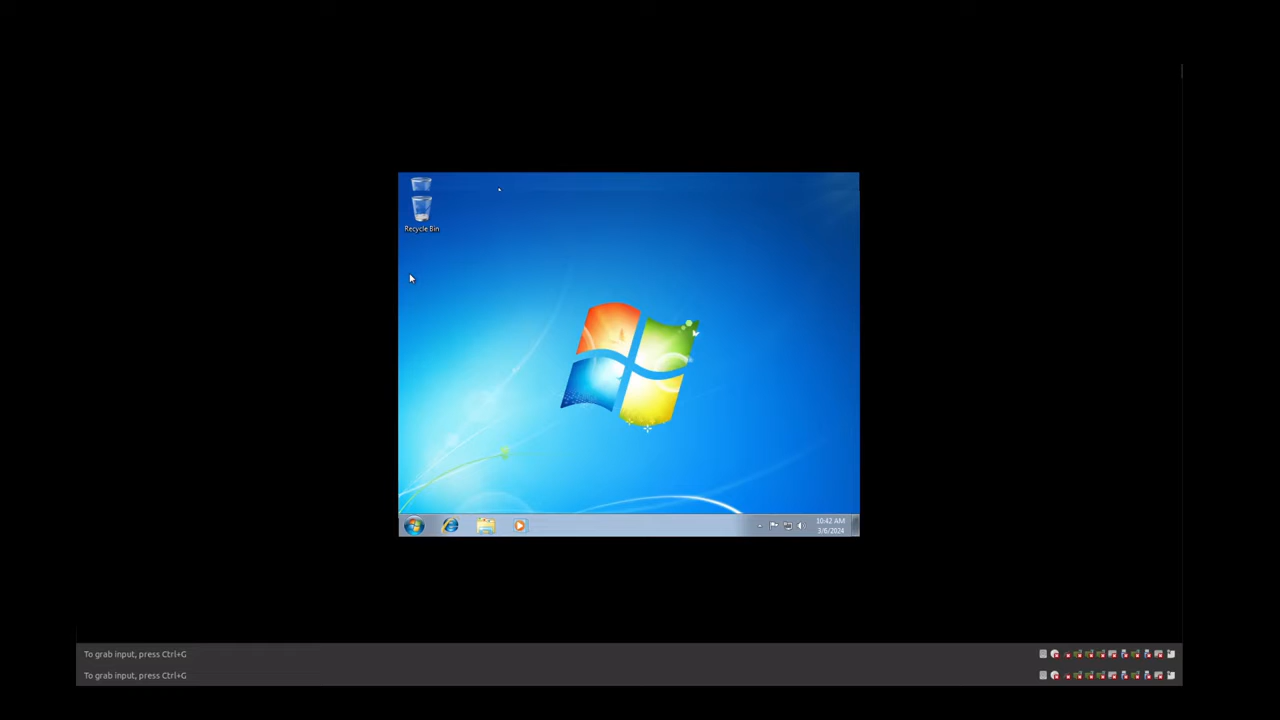 Recycle Bin
10:42 AM
3/6/2024
To grab input, press Ctrl+G
To grab input, press Ctrl+G